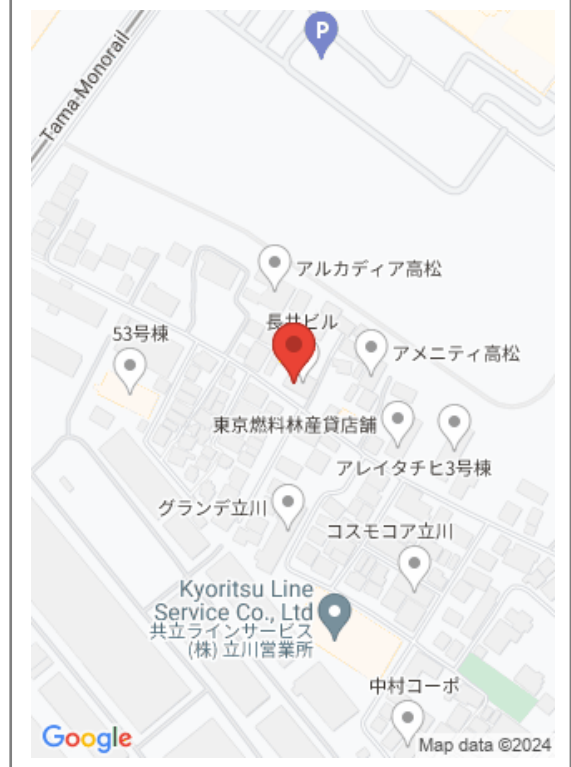 P
Tama-Monorail
アルカディア高松
長井ビル
53号棟
アメニティ高松
東京燃料林産貸店舗
アレイタチヒ3号棟
グランデ立川
コスモコア立川
Kyoritsu Line
Service Co., Ltd
共立ラインサービス
(株) 立川営業所
中村コーポ
Google
Map data ©2024